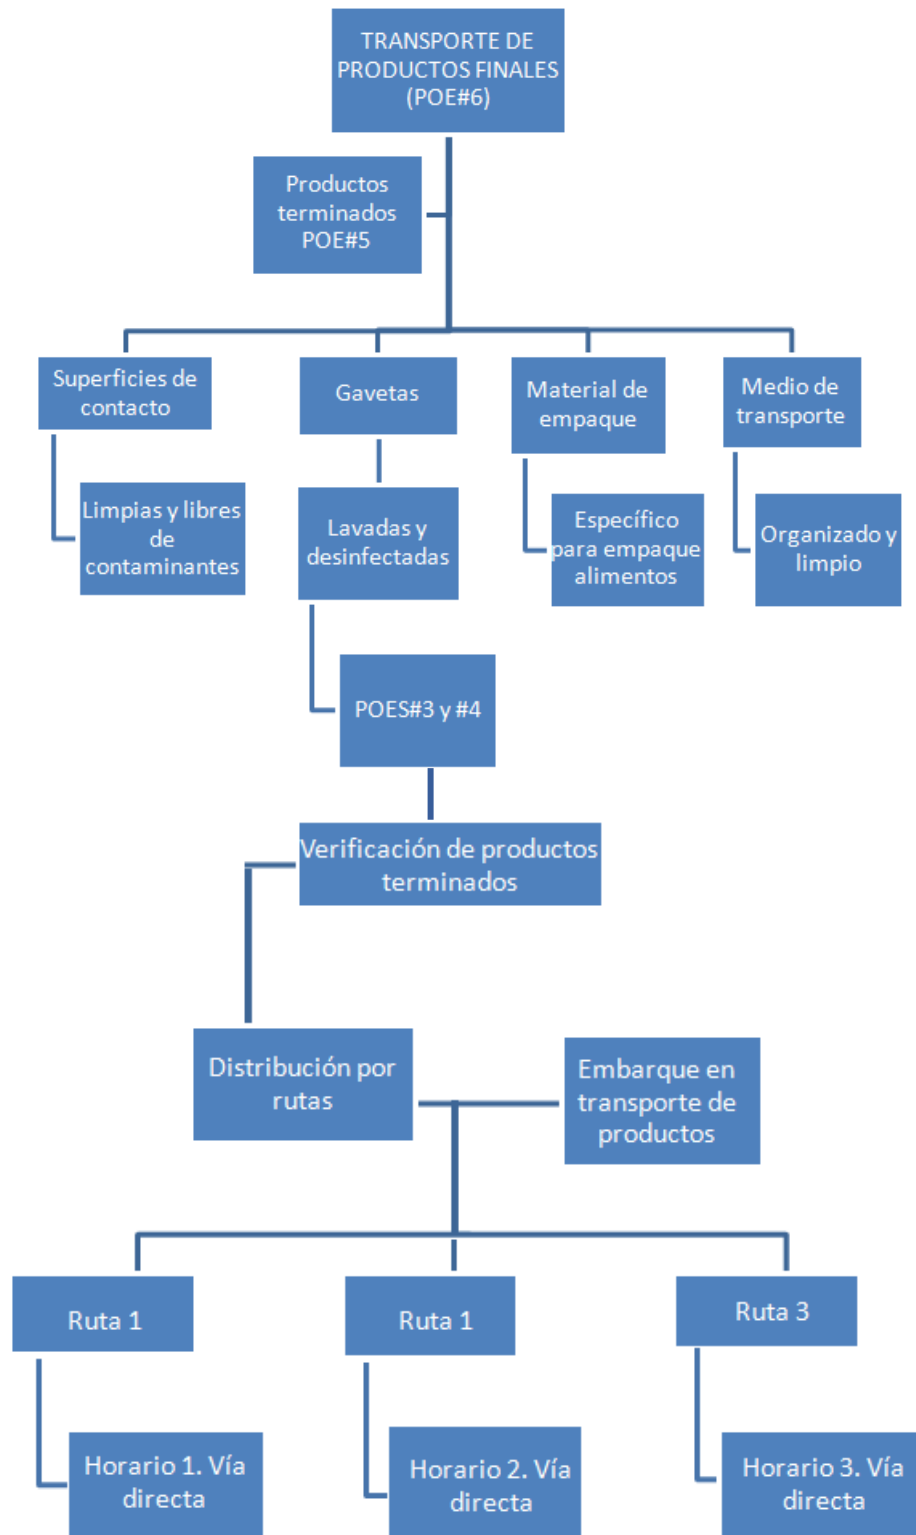 TRANSPORTE DE
PRODUCTOS FINALES
(POE#6)
Productos
terminados
POE#5
Superficies de
contacto
Gavetas
Material de
empaque
Medio de
transporte
Limpias y libres
de
contaminantes
Lavadas y
desinfectadas
Específico
para empaque
alimentos
Organizado y
limpio
POES#3 y #4
Verificación de productos
terminados
Distribución por
rutas
Embarque en
transporte de
productos
Ruta 1
Ruta 1
Ruta 3
Horario 1. Vía
directa
Horario 2. Vía
directa
Horario 3. Vía
directa